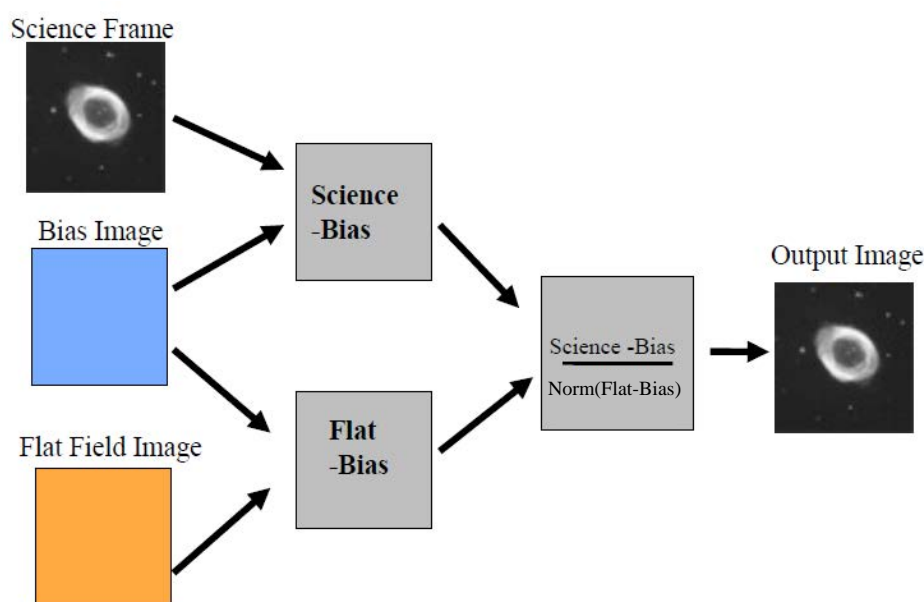 Science Frame
Bias Image
Flat Field Image
Science
-Bias
Flat
-Bias
Science -Bias
Norm(Flat-Bias)
Output Image